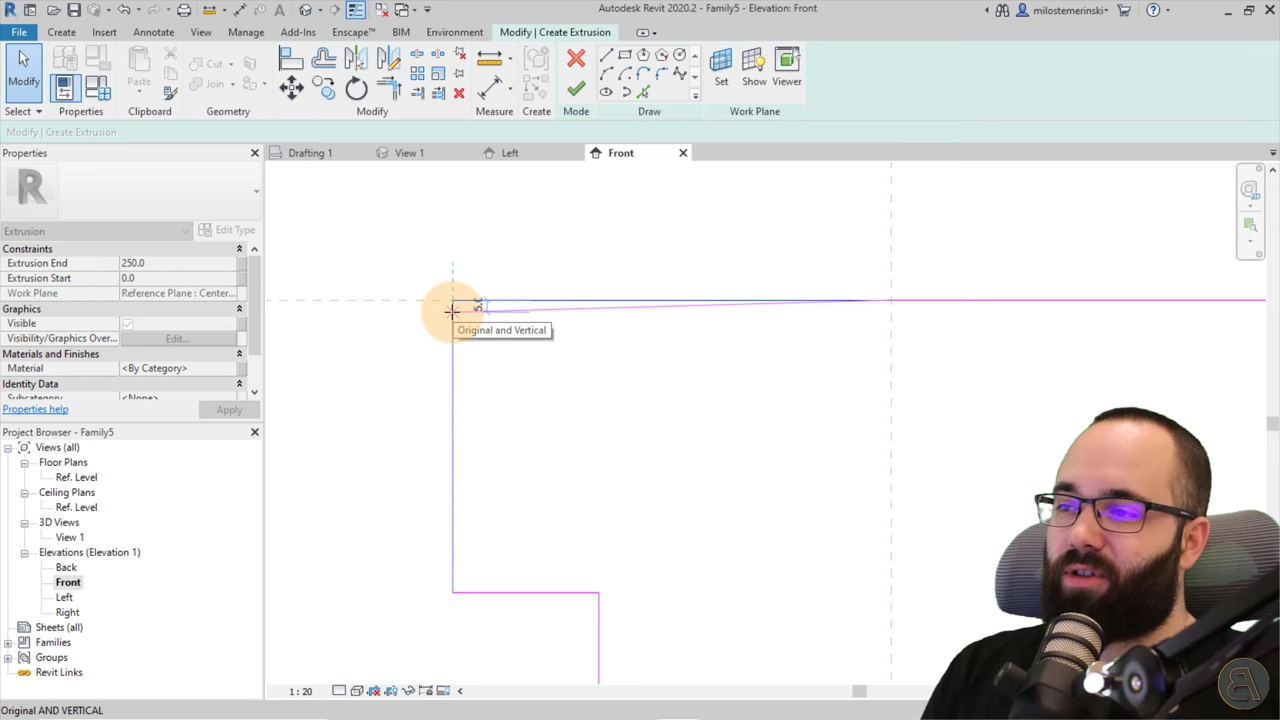 Autodesk Revit 2020.2 - Family5 - Elevation: Front
milostemerinski
File
Create
Insert
Annotate
View
Manage
Add-Ins
Enscape™
BIM
Environment
Modify | Create Extrusion
Modify
Paste
Cut
Join
Create
Set
Show
Viewer
Select
Properties
Clipboard
Geometry
Modify
Measure
Create
Mode
Draw
Work Plane
Modify | Create Extrusion
Properties
Drafting 1
View 1
Left
Front
Extrusion
Edit Type
Constraints
Extrusion End 250.0
Extrusion Start 0.0
Work Plane Reference Plane : Center...
Graphics
Visible
Visibility/Graphics Over... Edit...
Materials and Finishes
Material <By Category>
Identity Data
Subcategory <None>
Properties help
Apply
5.0
Original and Vertical
Project Browser - Family5
Views (all)
Floor Plans
Ref. Level
Ceiling Plans
Ref. Level
3D Views
View 1
Elevations (Elevation 1)
Back
Front
Left
Right
Sheets (all)
Families
Groups
Revit Links
1 : 20
Original AND VERTICAL